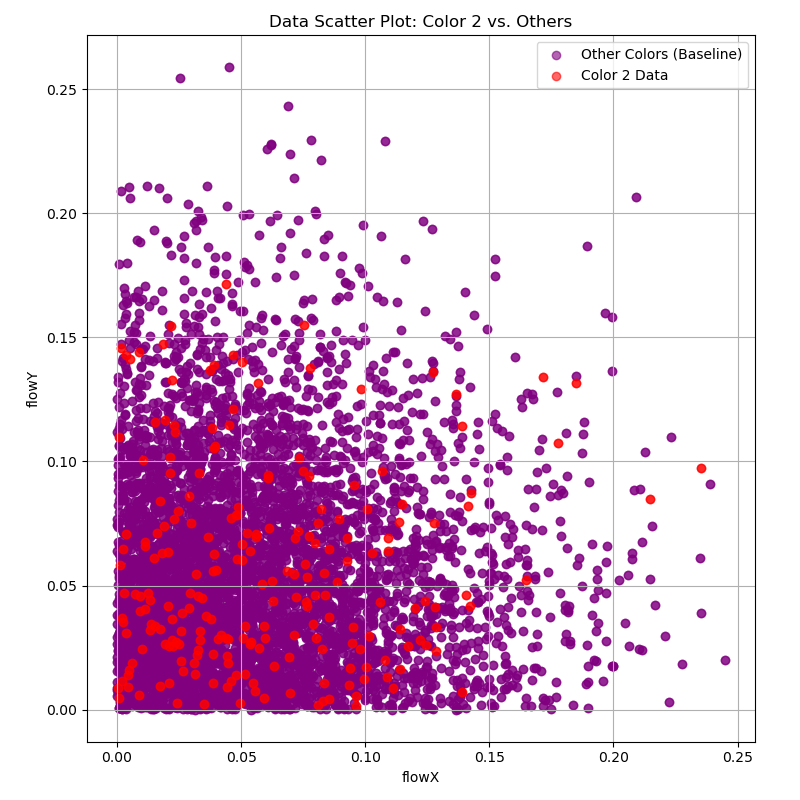 Data Scatter Plot: Color 2 vs. Others
Other Colors (Baseline)
Color 2 Data
flowY
0.25
0.20
0.15
0.10
0.05
0.00
0.00 0.05 0.10 0.15 0.20 0.25
flowX